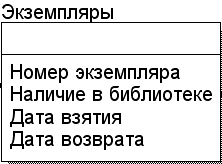 Экземпляры
Номер экземпляра
Наличие в библиотеке
Дата взятия
Дата возврата